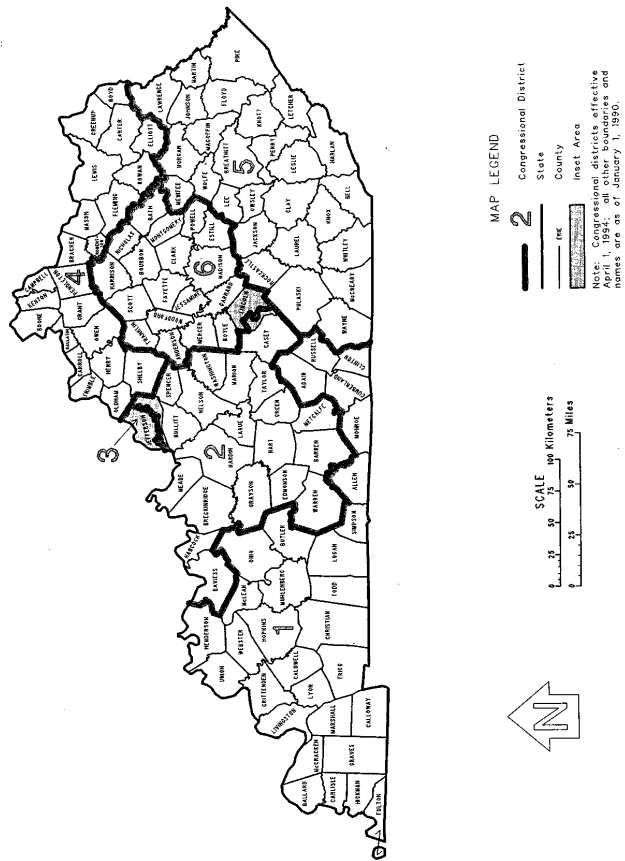 CAMPBELL
KENTON
BOONE
PENDLETON
BRACKEN
MASON
LEWIS
GREENUP
BOYD
CARTER
LAWRENCE
ELLIOTT
ROWAN
FLEMING
GALLATIN
GRANT
OWEN
CARROLL
TRIMBLE
HENRY
OLDHAM
SHELBY
4
HARRISON
NICHOLAS
BATH
BOURBON
MONTGOMERY
SCOTT
FAYETTE
CLARK
POWELL
ESTILL
FRANKLIN
WOODFORD
JESSAMINE
MADISON
ANDERSON
MERCER
GARRARD
BOYLE
LINCOLN
6
MENIFEE
MORGAN
JOHNSON
MARTIN
WOLFE
MAGOFFIN
FLOYD
PIKE
LEE
BREATHITT
KNOTT
OWSLEY
PERRY
LETCHER
JACKSON
CLAY
LESLIE
HARLAN
ROCKCASTLE
LAUREL
KNOX
BELL
PULASKI
WHITLEY
McCREARY
WAYNE
5
3
JEFFERSON
SPENCER
BULLITT
NELSON
WASHINGTON
MARION
CASEY
MEADE
HARDIN
LARUE
TAYLOR
GREEN
BRECKINRIDGE
GRAYSON
HART
HANCOCK
DAVIESS
EDMONSON
BARREN
WARREN
2
METCALFE
ADAIR
RUSSELL
CLINTON
CUMBERLAND
MONROE
ALLEN
SIMPSON
BUTLER
OHIO
McLEAN
MUHLENBERG
LOGAN
TODD
HENDERSON
WEBSTER
HOPKINS
UNION
CHRISTIAN
CRITTENDEN
CALDWELL
LYON
TRIGG
LIVINGSTON
MARSHALL
CALLOWAY
McCRACKEN
GRAVES
BALLARD
CARLISLE
HICKMAN
FULTON
1
N
SCALE
0 25 50 75 100 Kilometers
0 25 50 75 Miles
MAP LEGEND
2 Congressional District
State
County
Inset Area
Note: Congressional districts effective
April 1, 1994; all other boundaries and
names are as of January 1, 1990.